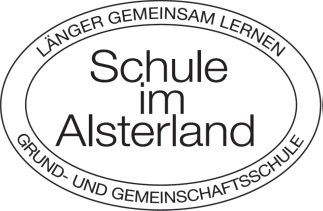 LÄNGER GEMEINSAM LERNEN
Schule
im
Alsterland
GRUND- UND GEMEINSCHAFTSSCHULE